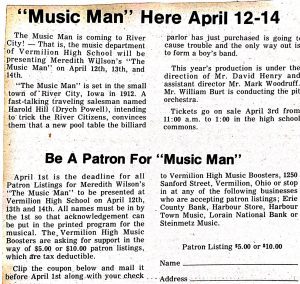 "Music Man" Here April 12-14
The Music Man is coming to River
City! — That is, the music department
of Vermilion High School will be
presenting Meredith Willson's "The
Music Man" on April 12th, 13th, and
14th.
"The Music Man" is set in the small
town of River City, Iowa in 1912. A
fast-talking traveling salesman named
Harold Hill (Drych Powell), intending
to trick the River Citizens, convinces
them that a new pool table the billiard
parlor has just purchased is going to
cause trouble and the only way out is
to form a boy's band.
This year's production is under the
direction of Mr. David Henry and
assistant director Mr. Mark Woodruff.
Mr. William Burt is conducting the pit
orchestra.
Tickets go on sale April 3rd from
11:00 a.m. to 1:00 in the high school
commons.
Be A Patron For "Music Man"
April 1st is the deadline for all
Patron Listings for Meredith Wilson's
"The Music Man" to be presented at
Vermilion High School on April 12th,
13th and 14th. All names must be in by
the 1st so that acknowledgement can
be put in the printed program for the
musical. The Vermilion High Music
Boosters are asking for support in the
way of $5.00 or $10.00 patron listings,
which are tax deductible.
Clip the coupon below and mail it
before April 1st along with your check
to Vermilion High Music Boosters, 1250
Sanford Street, Vermilion, Ohio or stop
in at any of the following businesses
who are accepting patron listings; Erie
County Bank, Harbour Store, Harbour
Town Music, Lorain National Bank or
Steinmetz Music.
Patron Listing $5.00 or $10.00
Name
Address